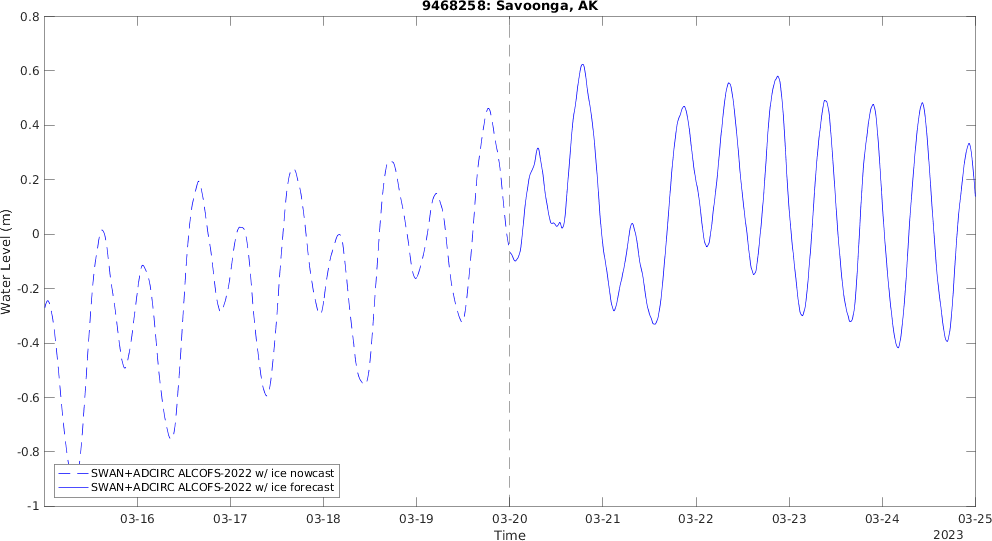 9468258: Savoonga, AK
0.8
0.6
0.4
0.2
0
-0.2
-0.4
-0.6
-0.8
-1
Water Level (m)
SWAN+ADCIRC ALCOFS-2022 w/ ice nowcast
SWAN+ADCIRC ALCOFS-2022 w/ ice forecast
03-16 03-17 03-18 03-19 03-20 03-21 03-22 03-23 03-24 03-25
Time
2023